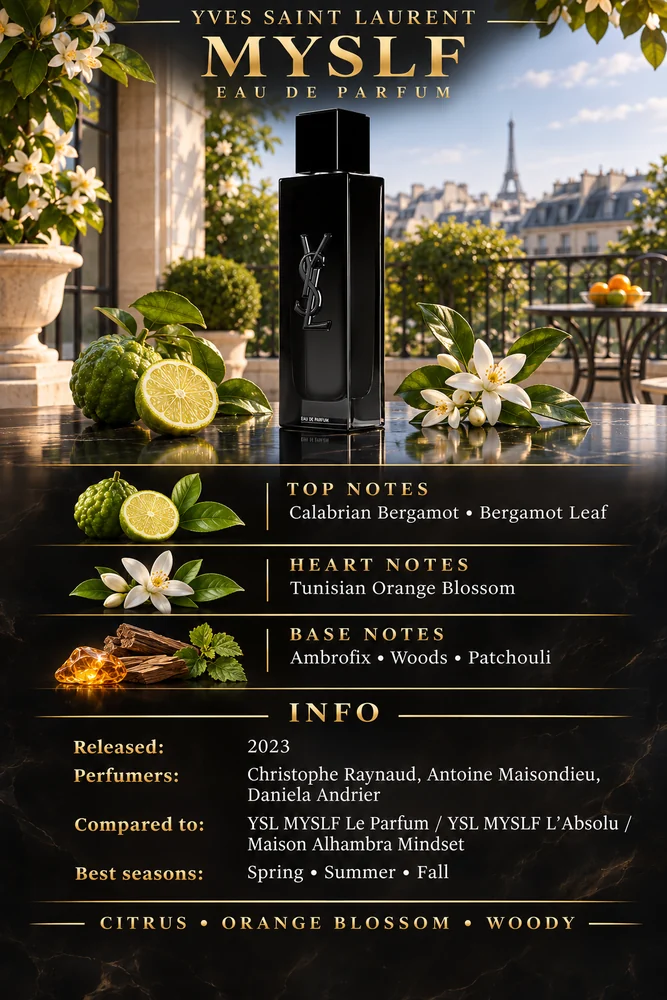 YVES SAINT LAURENT
MYSLF
EAU DE PARFUM
YSL
EAU DE PARFUM
TOP NOTES
Calabrian Bergamot • Bergamot Leaf
HEART NOTES
Tunisian Orange Blossom
BASE NOTES
Ambrofix • Woods • Patchouli
INFO
Released: 2023
Perfumers: Christophe Raynaud, Antoine Maisondieu,
Daniela Andrier
Compared to: YSL MYSLF Le Parfum / YSL MYSLF L’Absolu /
Maison Alhambra Mindset
Best seasons: Spring • Summer • Fall
CITRUS • ORANGE BLOSSOM • WOODY